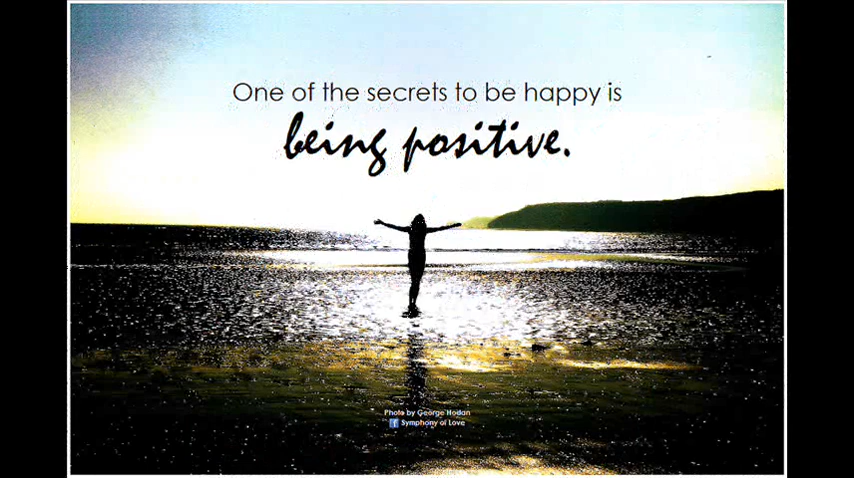 One of the secrets to be happy is
being positive.
Photo by George Hodan
Symphony of Love